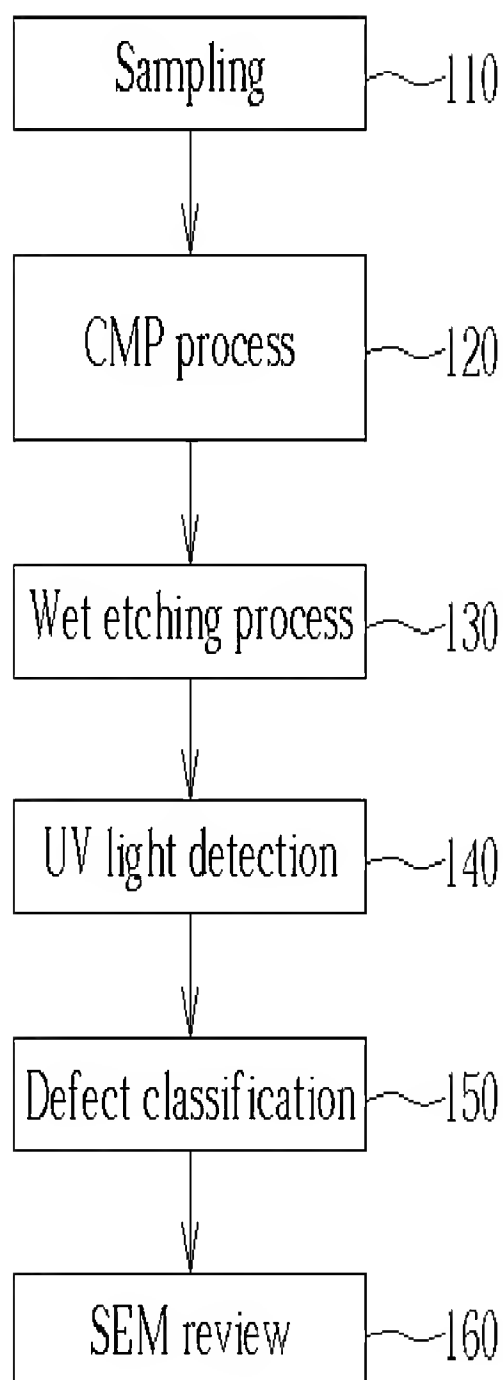 Sampling 110
CMP process 120
Wet etching process 130
UV light detection 140
Defect classification 150
SEM review 160